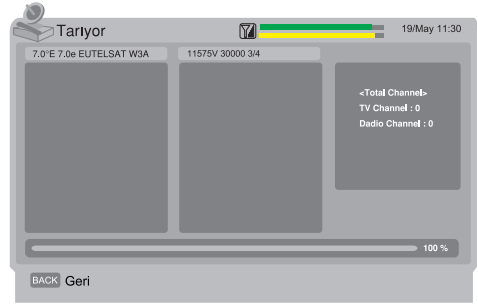 Tarıyor
19/May 11:30
7.0°E 7.0e EUTELSAT W3A
11575V 30000 3/4
<Total Channel>
TV Channel : 0
Dadio Channel : 0
100 %
BACK Geri